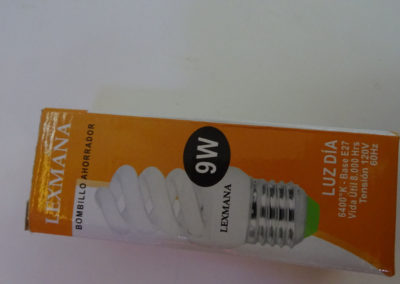 LEXMANA
BOMBILLO AHORRADOR
9W
LEXMANA
LUZ DÍA
6400°K - Base E27
Vida Útil 8.000 Hrs
Tensión 120V
60Hz